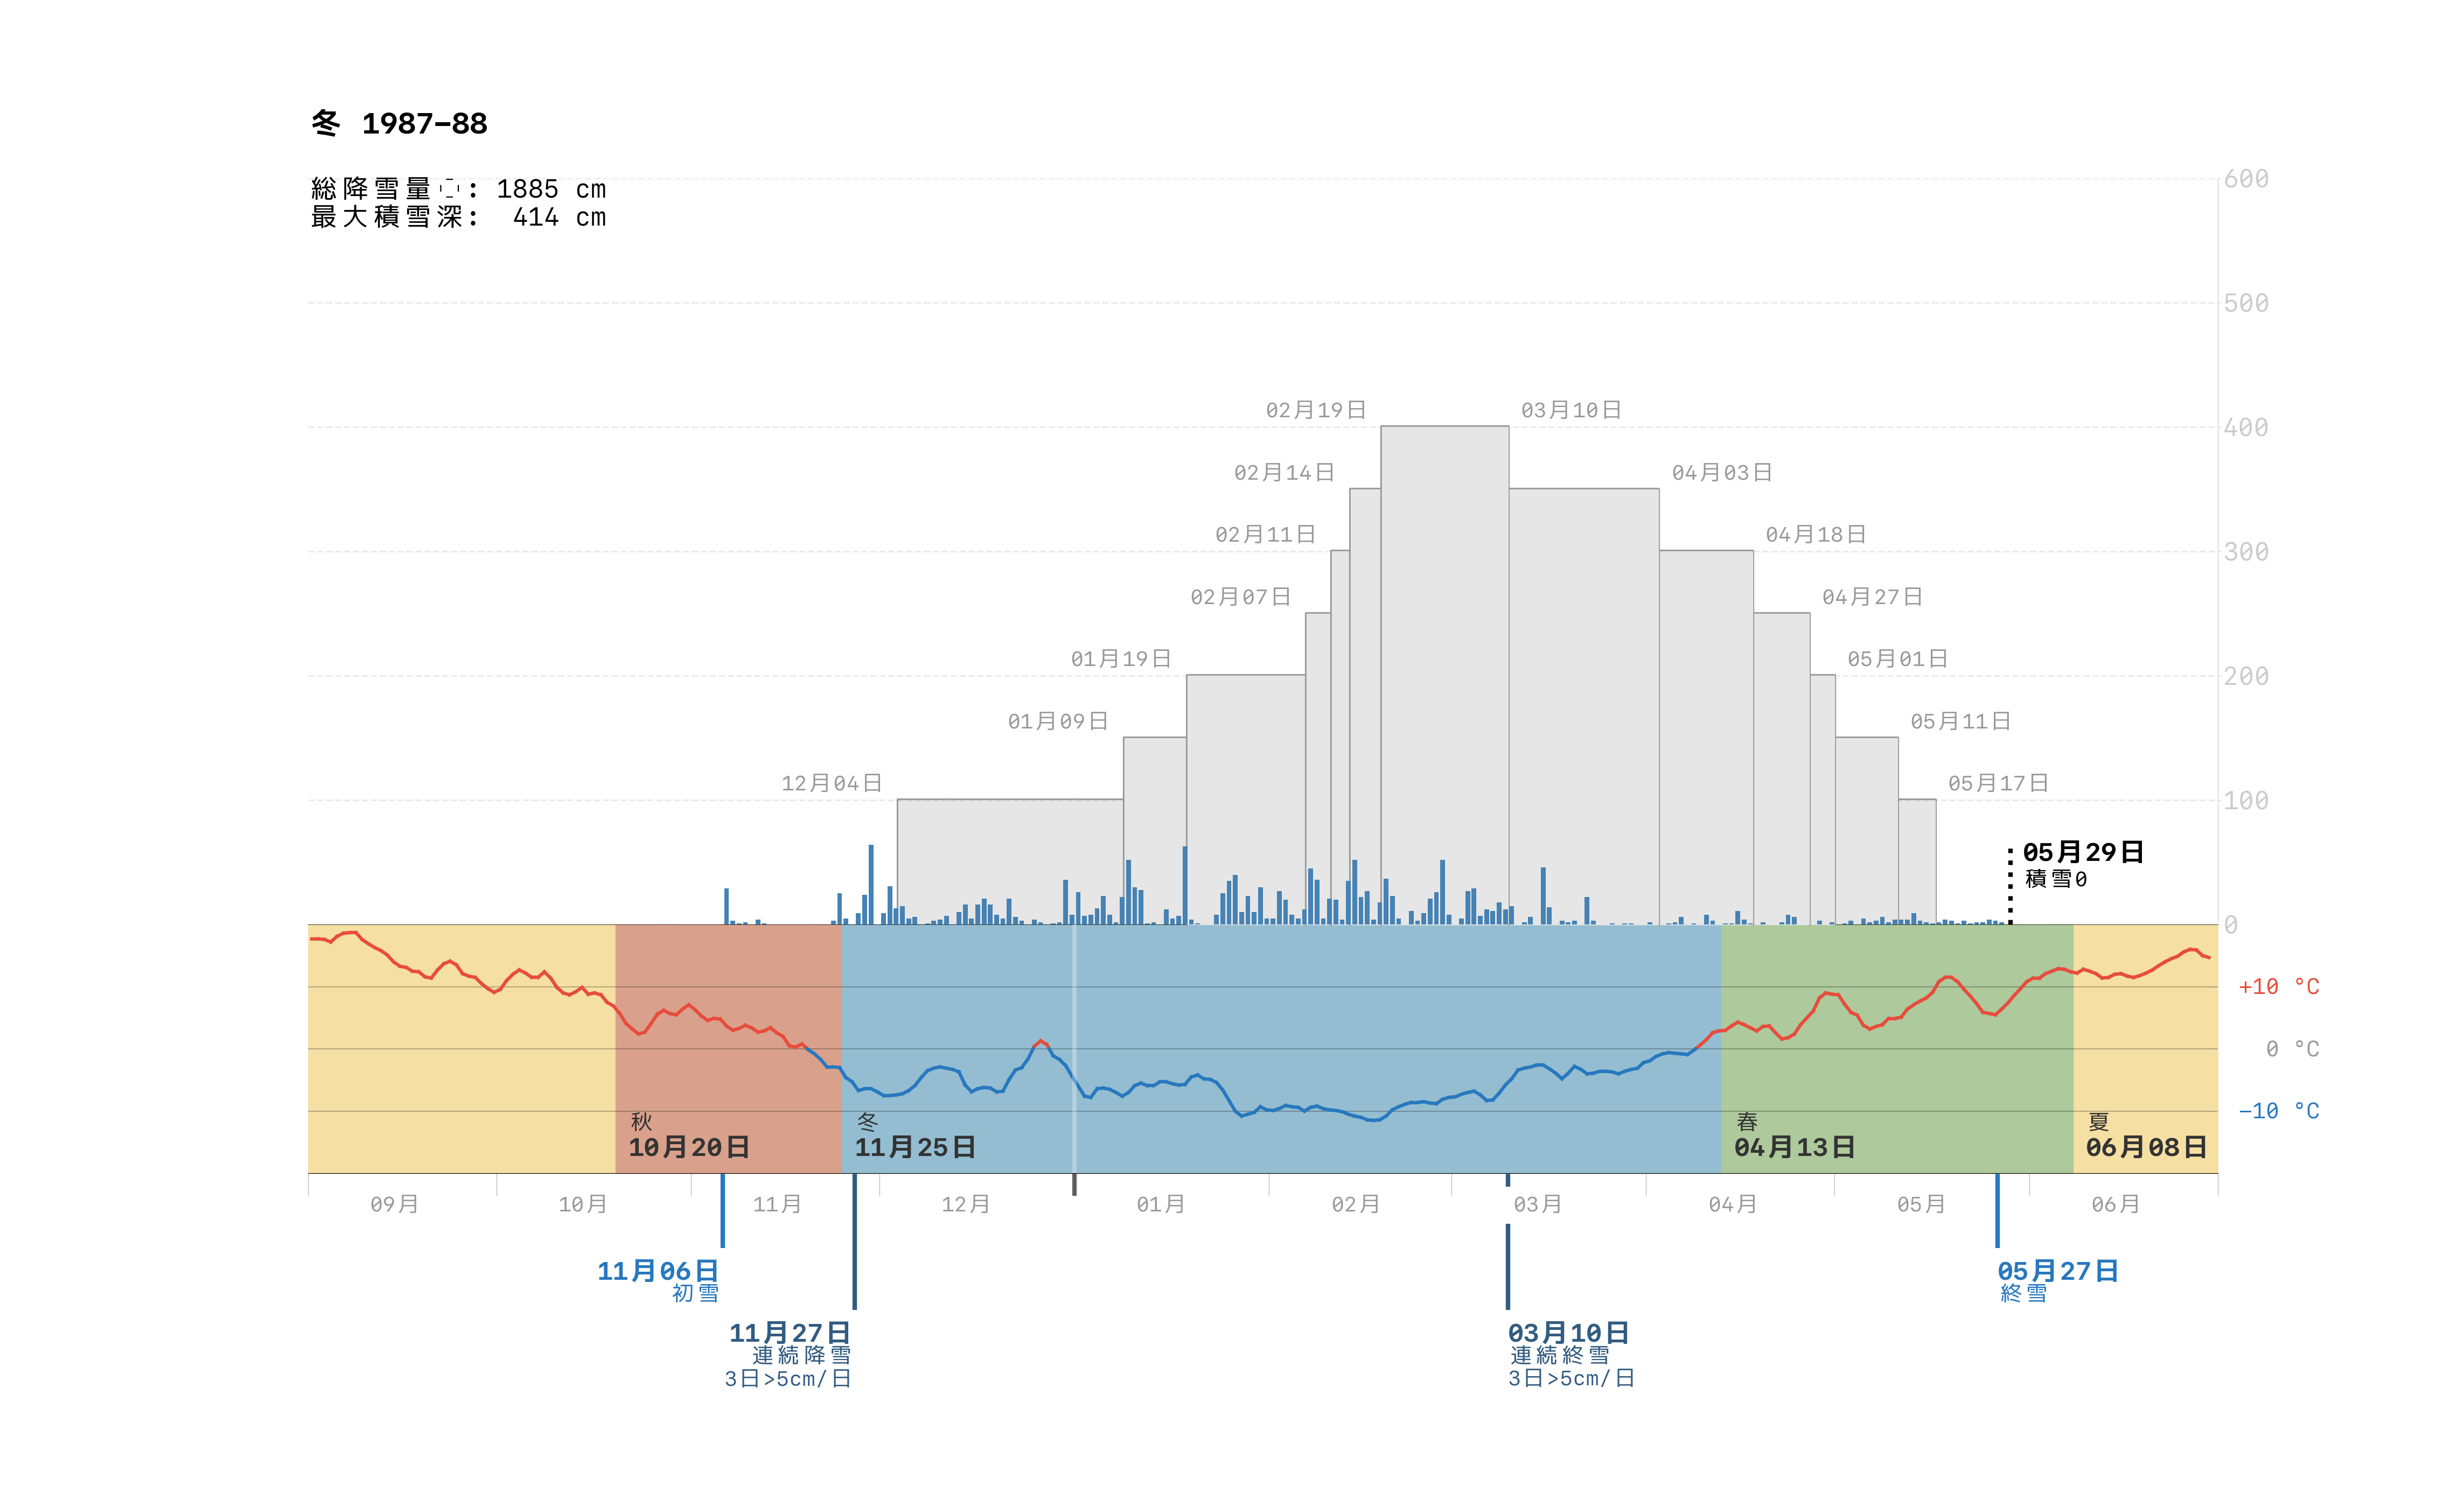 冬 1987–88
総降雪量: 1885 cm
最大積雪深: 414 cm
600
500
400
300
200
100
0
02月19日
03月10日
02月14日
04月03日
02月11日
04月18日
02月07日
04月27日
01月19日
05月01日
01月09日
05月11日
12月04日
05月17日
05月29日
積雪0
+10 °C
0 °C
−10 °C
秋
10月20日
冬
11月25日
春
04月13日
夏
06月08日
09月
10月
11月
12月
01月
02月
03月
04月
05月
06月
11月06日
初雪
11月27日
連続降雪
3日>5cm/日
03月10日
連続終雪
3日>5cm/日
05月27日
終雪